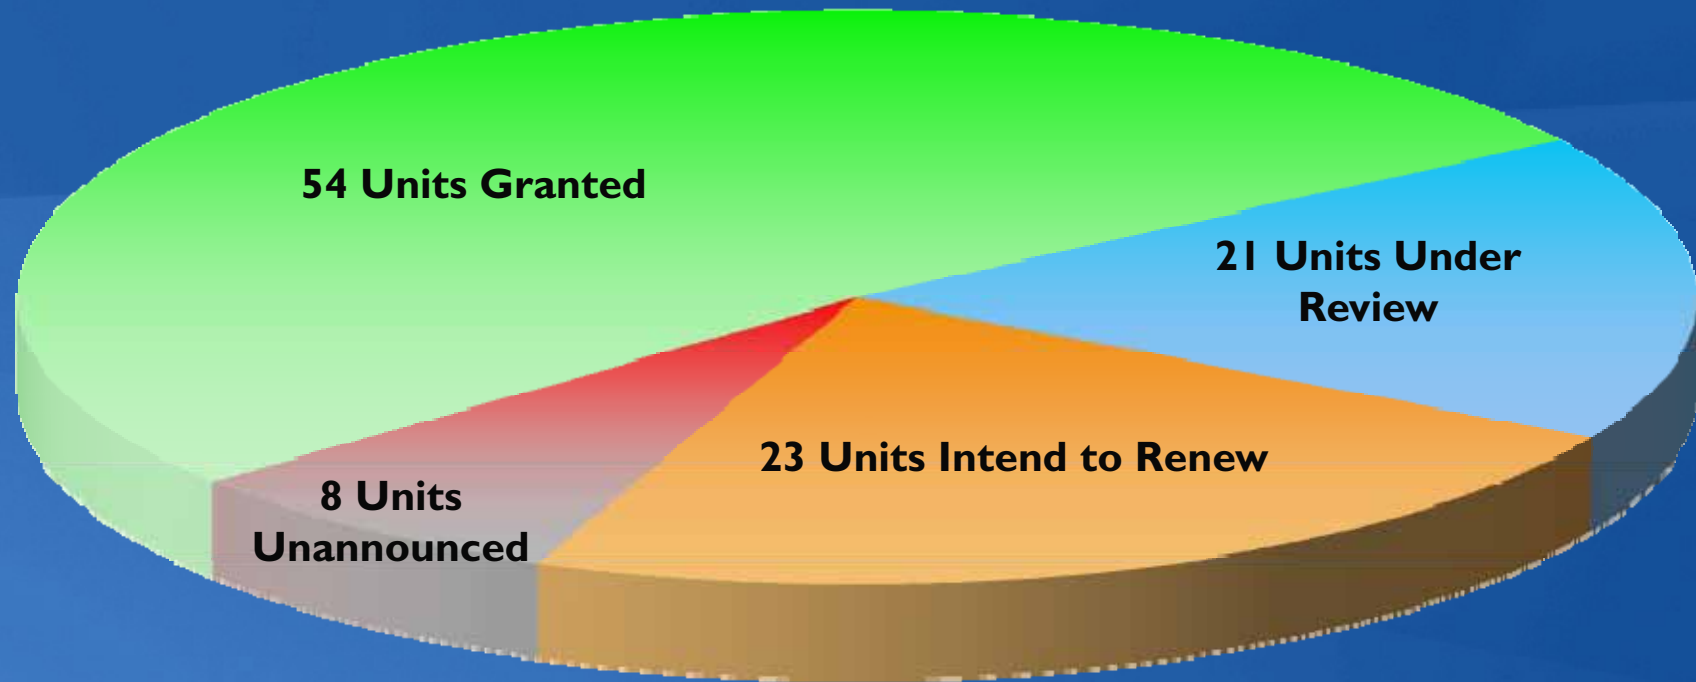 54 Units Granted
21 Units Under
Review
23 Units Intend to Renew
8 Units
Unannounced